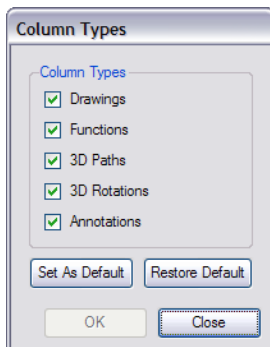 Column Types
Column Types
Drawings
Functions
3D Paths
3D Rotations
Annotations
Set As Default Restore Default
OK Close